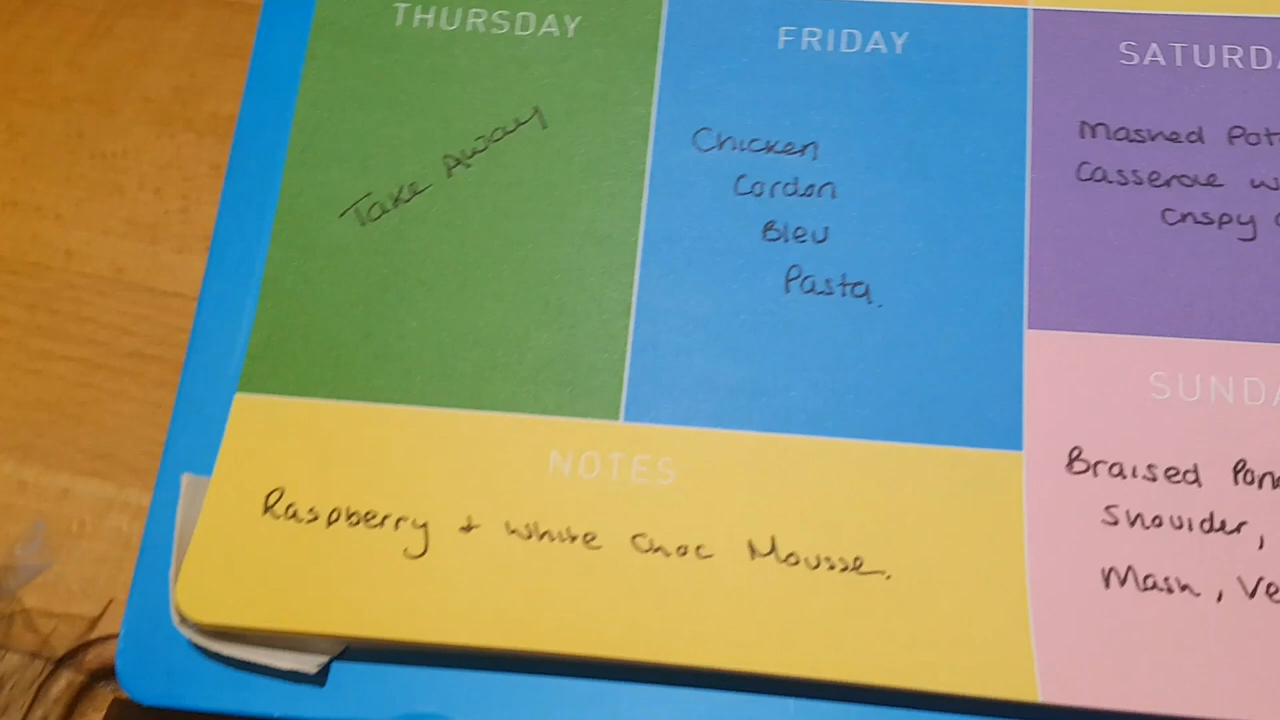 THURSDAY
Take Away
FRIDAY
Chicken
Cordon
Bleu
Pasta.
SATURDA
Mashed Pot
Casserole w
Crispy
NOTES
Raspberry + White Choc Mousse.
SUNDA
Braised Por
Shoulder,
Mash, Ve